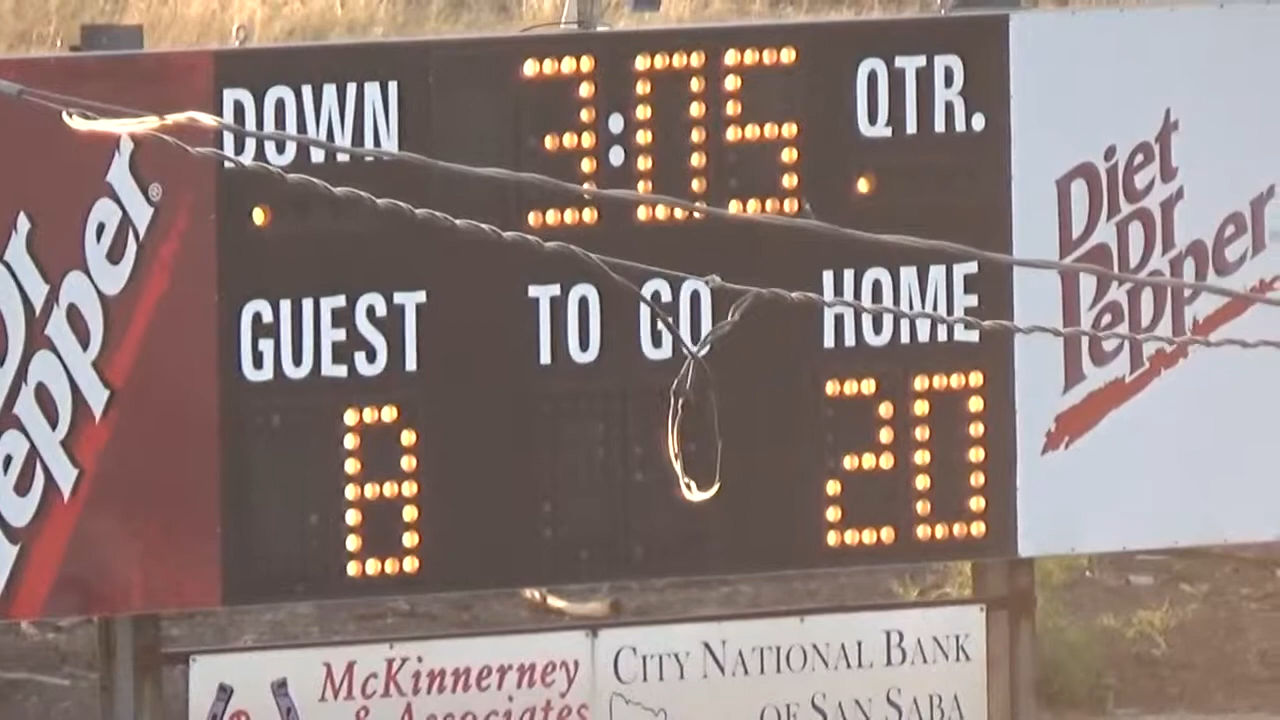 DOWN 3:05 QTR.
GUEST TO GO HOME
8 20
Dr
Pepper®
Diet
Dr
Pepper
McKinnerney
& Associates
CITY NATIONAL BANK
OF SAN SABA